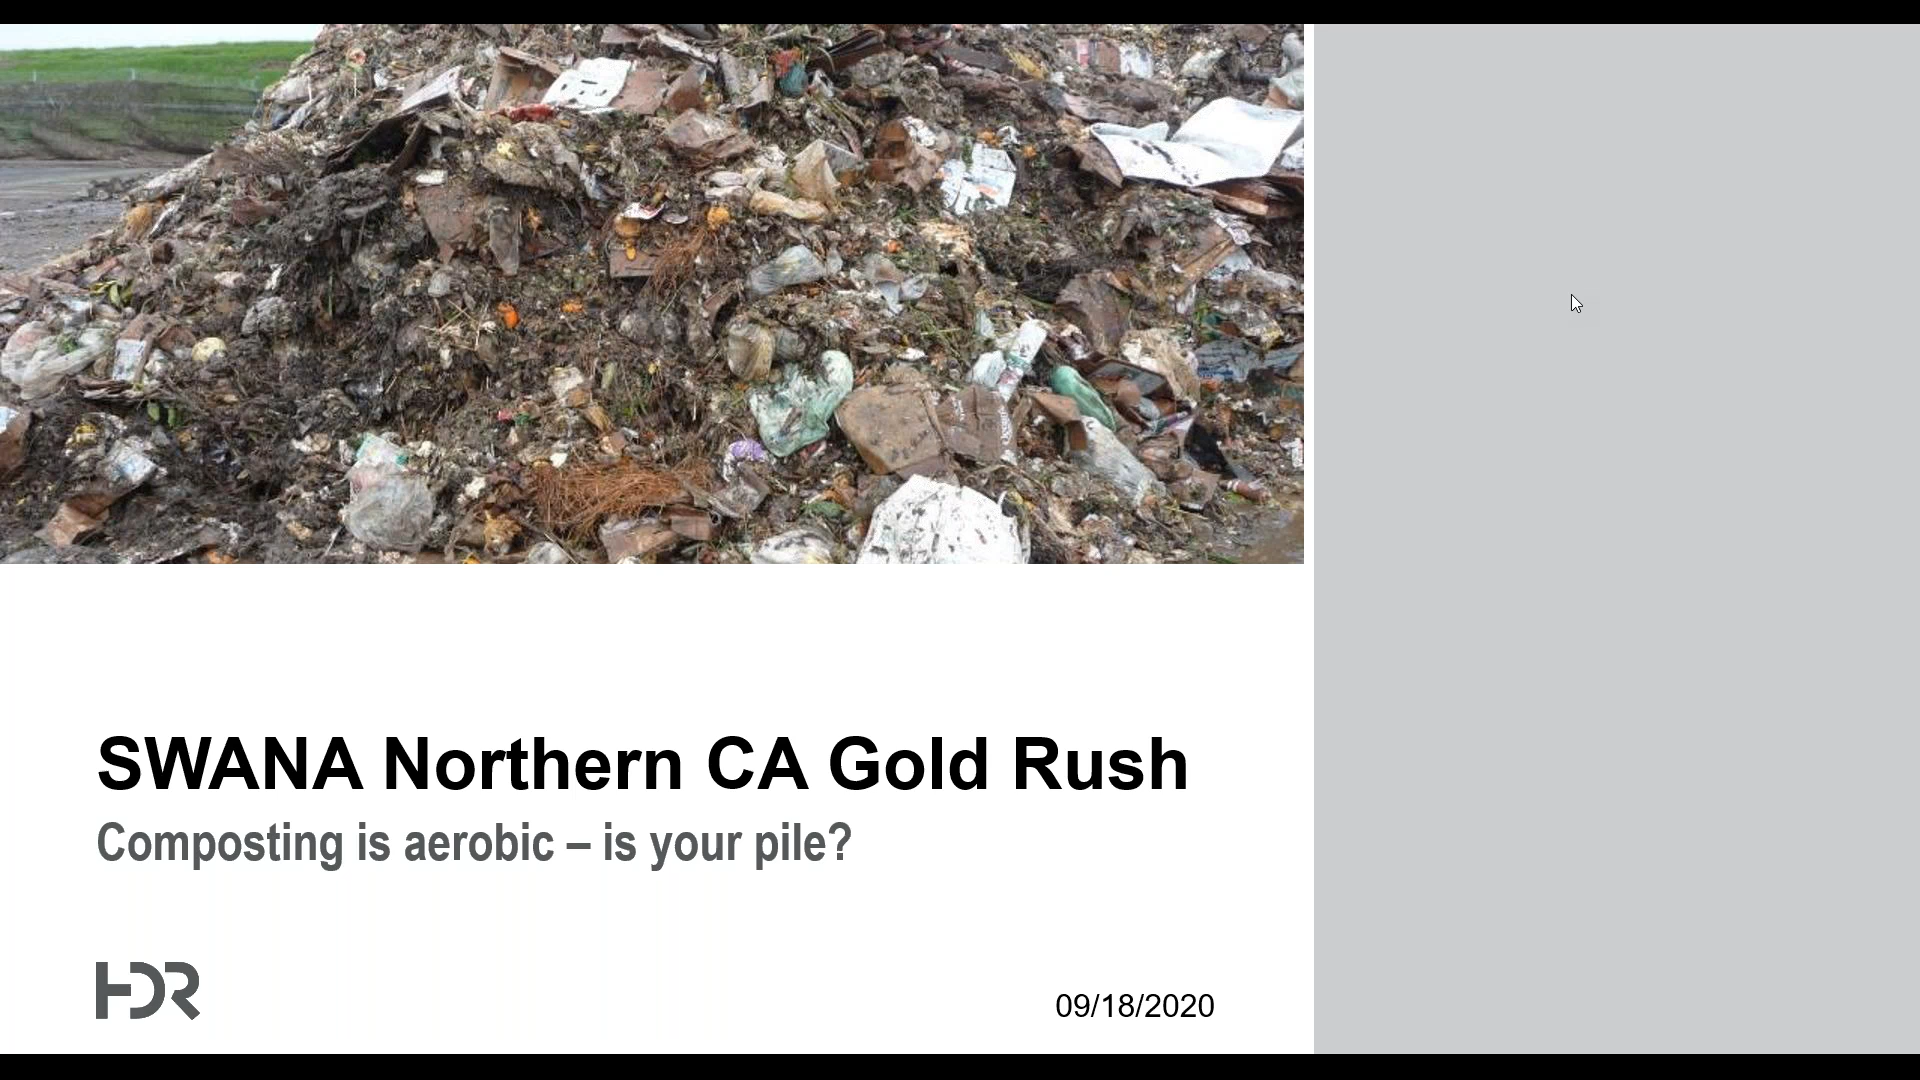 SWANA Northern CA Gold Rush
Composting is aerobic – is your pile?
HDR
09/18/2020